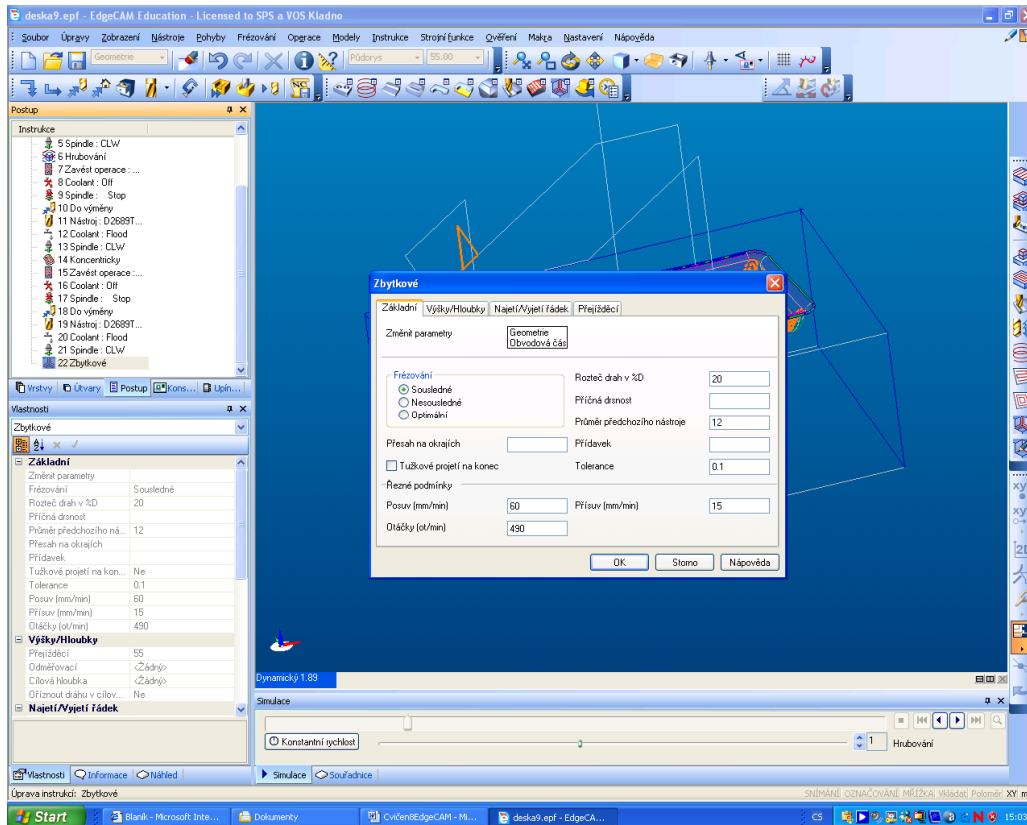 deska9.epf - EdgeCAM Education - Licensed to SPS a VOS Kladno
Soubor Úpravy Zobrazení Nástroje Pohyby Frézování Operace Modely Instrukce Strojní funkce Ověření Makra Nastavení Nápověda
Geometrie Půdorys 55.00
Postup
Instrukce
5 Spindle : CLW
6 Hrubování
7 Zavést operace : ...
8 Coolant : Off
9 Spindle : Stop
10 Do výměny
11 Nástroj : D2689T...
12 Coolant : Flood
13 Spindle : CLW
14 Koncentricky
15 Zavést operace :...
16 Coolant : Off
17 Spindle : Stop
18 Do výměny
19 Nástroj : D2689T...
20 Coolant : Flood
21 Spindle : CLW
22 Zbytkové
Vrstvy Útvary Postup Kons... Upín...
Vlastnosti
Zbytkové
Základní
Změnit parametry
Frézování Sousledné
Rozteč drah v %D 20
Příčná drsnost
Průměr předchozího ná... 12
Přesah na okrajích
Přídavek
Tužkové projetí na kon... Ne
Tolerance 0.1
Posuv (mm/min) 60
Přísuv (mm/min) 15
Otáčky (ot/min) 490
Výšky/Hloubky
Přejížděcí 55
Odměřovací <Žádný>
Cílová hloubka <Žádný>
Oříznout dráhu v cílov... Ne
Najetí/Vyjetí řádek
Vlastnosti Informace Náhled
Úprava instrukcí: Zbytkové
Zbytkové
Základní Výšky/Hloubky Najetí/Vyjetí řádek Přejížděcí
Změnit parametry Geometrie
Obvodová čás
Frézování
Sousledné
Nesousledné
Optimální
Rozteč drah v %D 20
Příčná drsnost
Průměr předchozího nástroje 12
Přesah na okrajích Přídavek
Tužkové projetí na konec Tolerance 0.1
Řezné podmínky
Posuv (mm/min) 60 Přísuv (mm/min) 15
Otáčky (ot/min) 490
OK Storno Nápověda
Dynamický 1.89
Simulace
Konstantní rychlost 1 Hrubování
Simulace Souřadnice
SNÍMÁNÍ OZNAČOVÁNÍ MŘÍŽKA Vkládat Poloměr XY m
Start Blaník - Microsoft Inte... Dokumenty Cvičen8EdgeCAM - Mi... deska9.epf - EdgeCA... CS 15:03